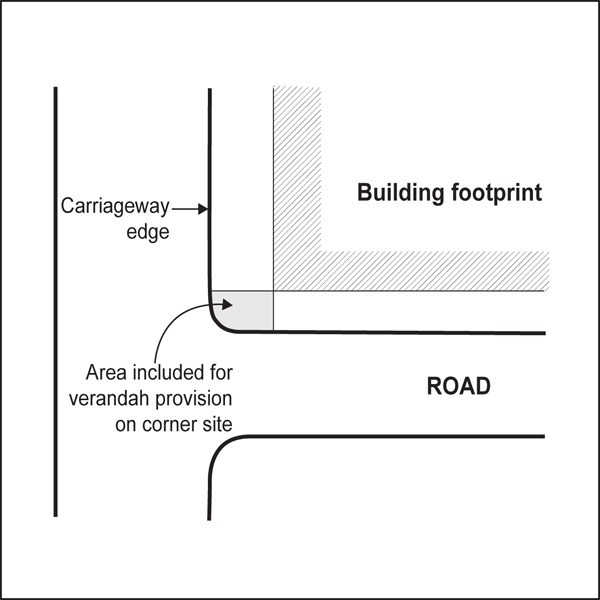 Building footprint
Carriageway
edge
Area included for
verandah provision
on corner site
ROAD